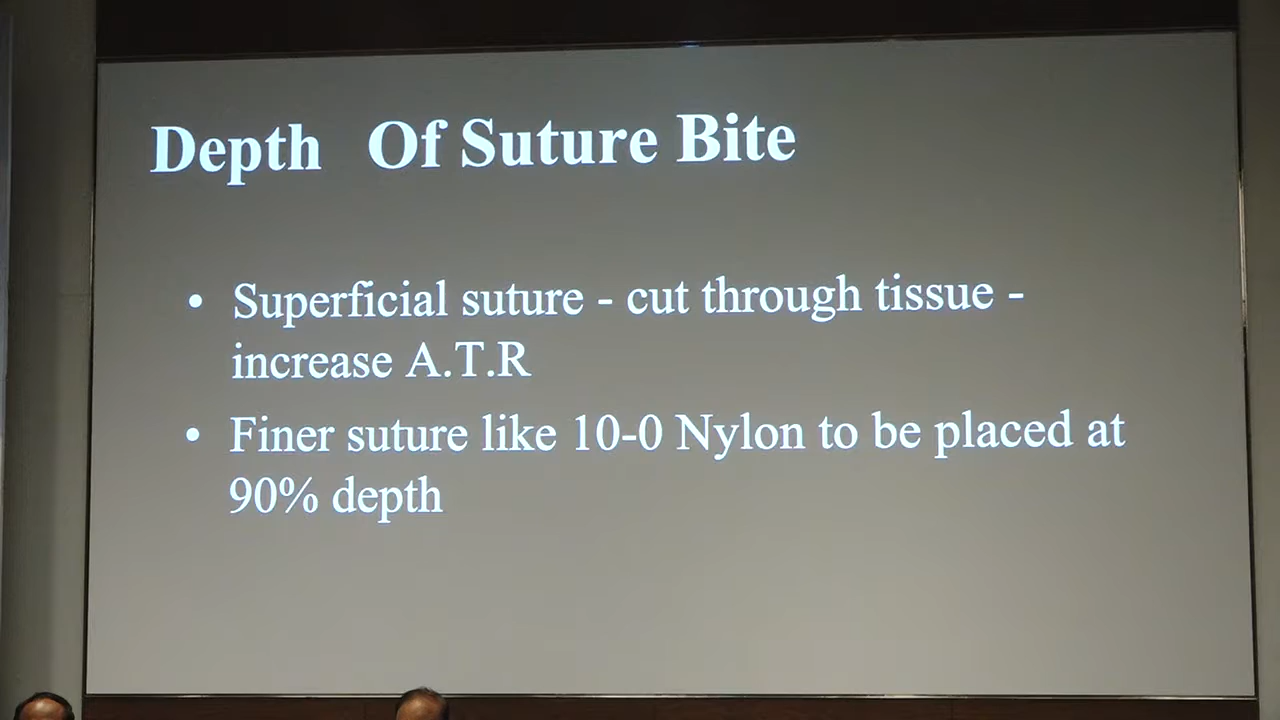 Depth Of Suture Bite
• Superficial suture - cut through tissue -
increase A.T.R
• Finer suture like 10-0 Nylon to be placed at
90% depth